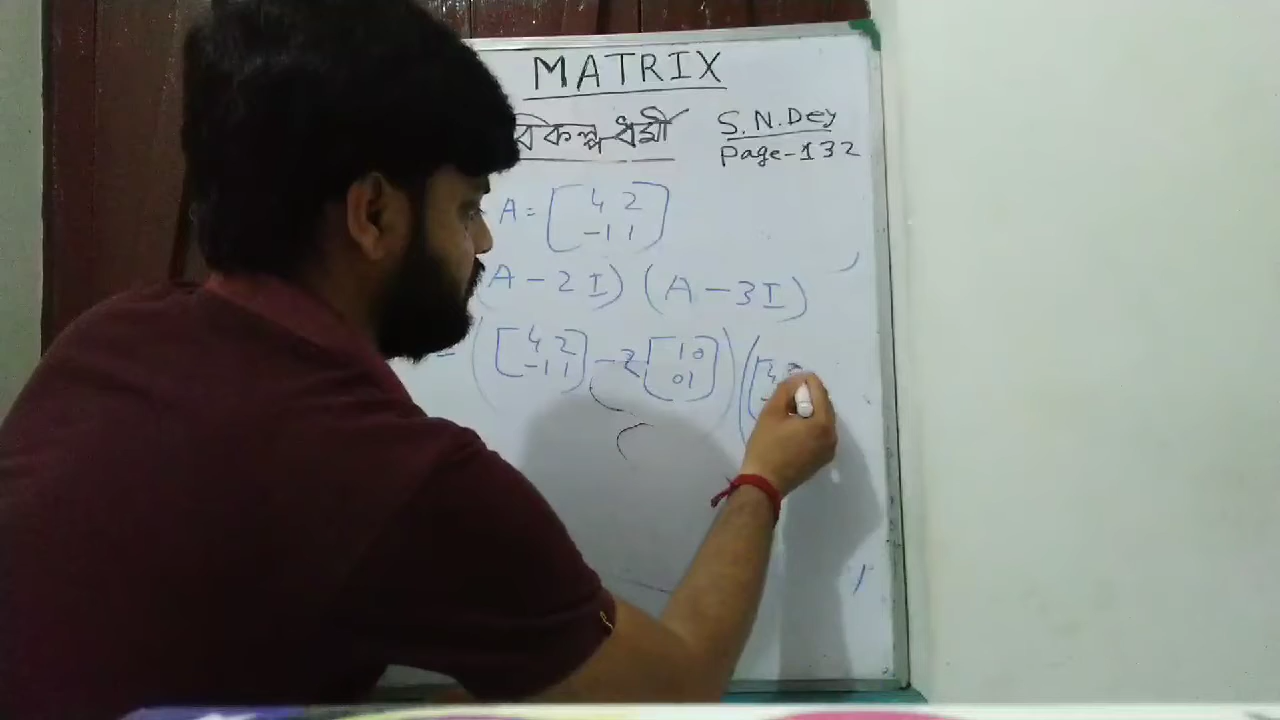 MATRIX
বিকল্প ধর্মী
S.N.Dey
Page-132
A = [ 4 2
-1 1 ]
(A - 2I) (A - 3I)
= ( [ 4 2 - 2 [ 1 0 ) ( [ 4
-1 1 ] 0 1 ]